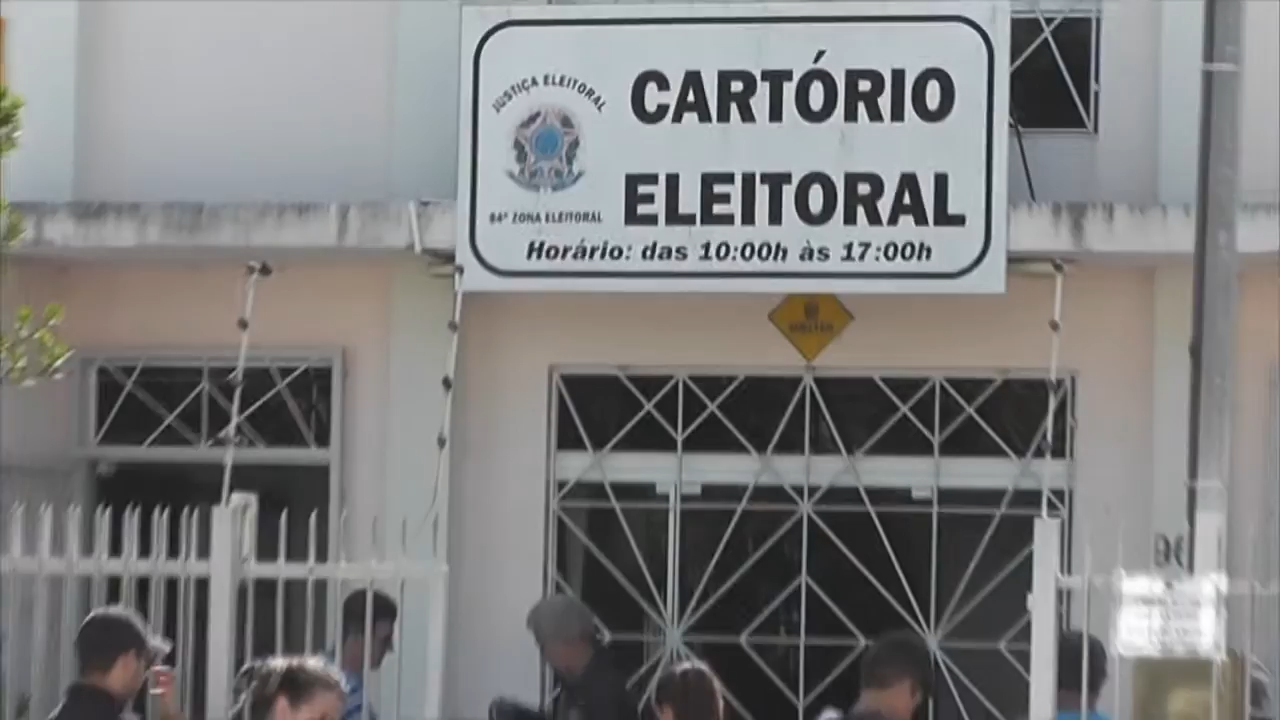 JUSTIÇA ELEITORAL
CARTÓRIO
ELEITORAL
84ª ZONA ELEITORAL
Horário: das 10:00h às 17:00h